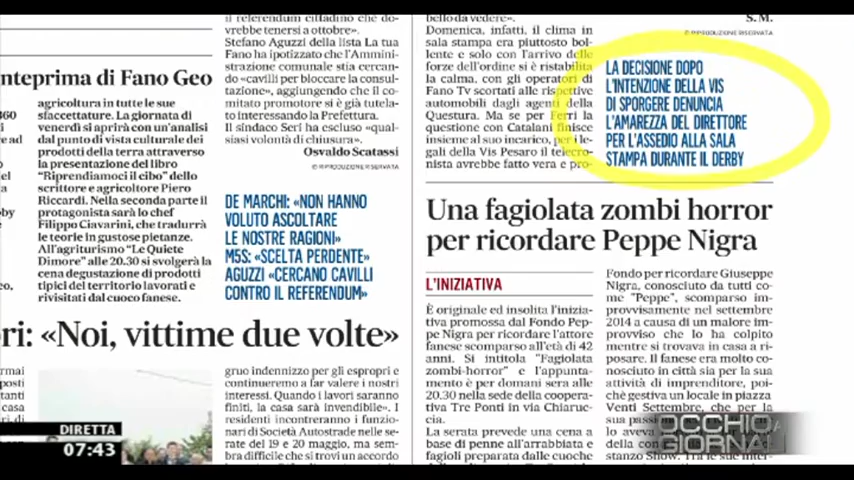 nteprima di Fano Geo
360
ad
o
bby
o.
agricoltura in tutte le sue
sfaccettature. La giornata di
venerdì si aprirà con un'analisi
dal punto di vista culturale dei
prodotti della terra attraverso
la presentazione del libro
"Riprendiamoci il cibo" dello
scrittore e agricoltore Piero
Riccardi. Nella seconda parte il
protagonista sarà lo chef
Filippo Ciavarini, che tradurrà
le teorie in gustose pietanze.
All'agriturismo "Le Quiete
Dimore" alle 20.30 si svolgerà la
cena degustazione di prodotti
tipici del territorio lavorati e
rivisitati dal cuoco fanese.
il referendum cittadino che do-
vrebbe tenersi a ottobre».
Stefano Aguzzi della lista La tua
Fano ha ipotizzato che l'Ammini-
strazione comunale stia cercan-
do «cavilli per bloccare la consul-
tazione», aggiungendo che il co-
mitato promotore si è già tutela-
to interessando la Prefettura.
Il sindaco Seri ha escluso «qual-
siasi volontà di chiusura».
Osvaldo Scatassi
© RIPRODUZIONE RISERVATA
DE MARCHI: «NON HANNO
VOLUTO ASCOLTARE
LE NOSTRE RAGIONI»
M5S: «SCELTA PERDENTE»
AGUZZI «CERCANO CAVILLI
CONTRO IL REFERENDUM»
ri: «Noi, vittime due volte»
gruo indennizzo per gli espropri e
continueremo a far valere i nostri
interessi. Quando i lavori saranno
finiti, la casa sarà invendibile». I
residenti incontreranno i funzio-
nari di Società Autostrade nelle se-
rate del 19 e 20 maggio, ma sem-
bra difficile che si trovi un accordo
bello da vedere».
Domenica, infatti, il clima in
sala stampa era piuttosto bol-
lente e solo con l'arrivo delle
forze dell'ordine si è ristabilita
la calma, con gli operatori di
Fano Tv scortati alle rispettive
automobili dagli agenti della
Questura. Ma se per Ferri la
questione con Catalani finisce
insieme al suo incarico, per i le-
gali della Vis Pesaro il telecro-
nista avrebbe fatto vera e pro-
S. M.
© RIPRODUZIONE RISERVATA
LA DECISIONE DOPO
L'INTENZIONE DELLA VIS
DI SPORGERE DENUNCIA
L'AMAREZZA DEL DIRETTORE
PER L'ASSEDIO ALLA SALA
STAMPA DURANTE IL DERBY
Una fagiolata zombi horror
per ricordare Peppe Nigra
L'INIZIATIVA
È originale ed insolita l'inizia-
tiva promossa dal Fondo Pep-
pe Nigra per ricordare l'attore
fanese scomparso all'età di 42
anni. Si intitola "Fagiolata
zombi-horror" e l'appunta-
mento è per domani sera alle
20.30 nella sede della coopera-
tiva Tre Ponti in via Chiaruc-
cia.
La serata prevede una cena a
base di penne all'arrabbiata e
fagioli preparata dalle cuoche
Fondo per ricordare Giuseppe
Nigra, conosciuto da tutti co-
me "Peppe", scomparso im-
provvisamente nel settembre
2014 a causa di un malore im-
provviso che lo ha colpito
mentre si trovava in casa a ri-
posare. Il fanese era molto co-
nosciuto in città sia per la sua
attività di imprenditore, poi-
chè gestiva un locale in piazza
Venti Settembre, che per la
sua
co
DIRETTA
07:43
OCCHIO
GIORNAL